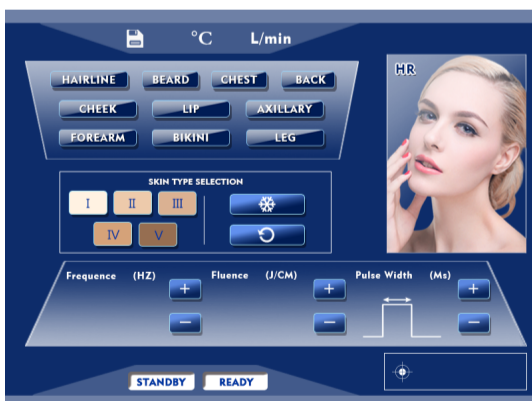 °C L/min
HAIRLINE BEARD CHEST BACK
HR
CHEEK LIP AXILLARY
FOREARM BIKINI LEG
SKIN TYPE SELECTION
I II III
IV V
Frequence (HZ) Fluence (J/CM) Pulse Width (Ms)
+ + +
− − −
STANDBY READY